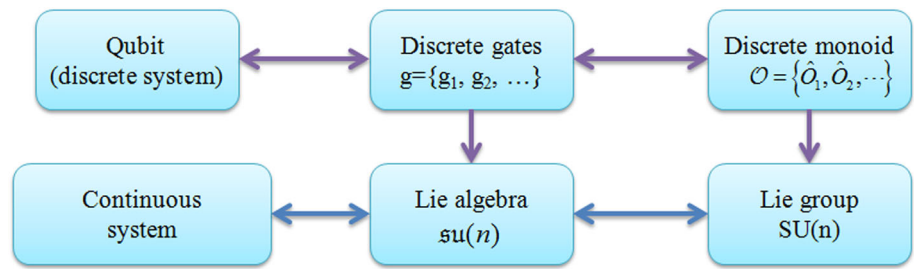 Qubit
(discrete system)
Discrete gates
g={g₁, g₂, …}
Discrete monoid
𝒪 = {Ô₁, Ô₂, ⋯}
Continuous
system
Lie algebra
𝔰𝔲(n)
Lie group
SU(n)